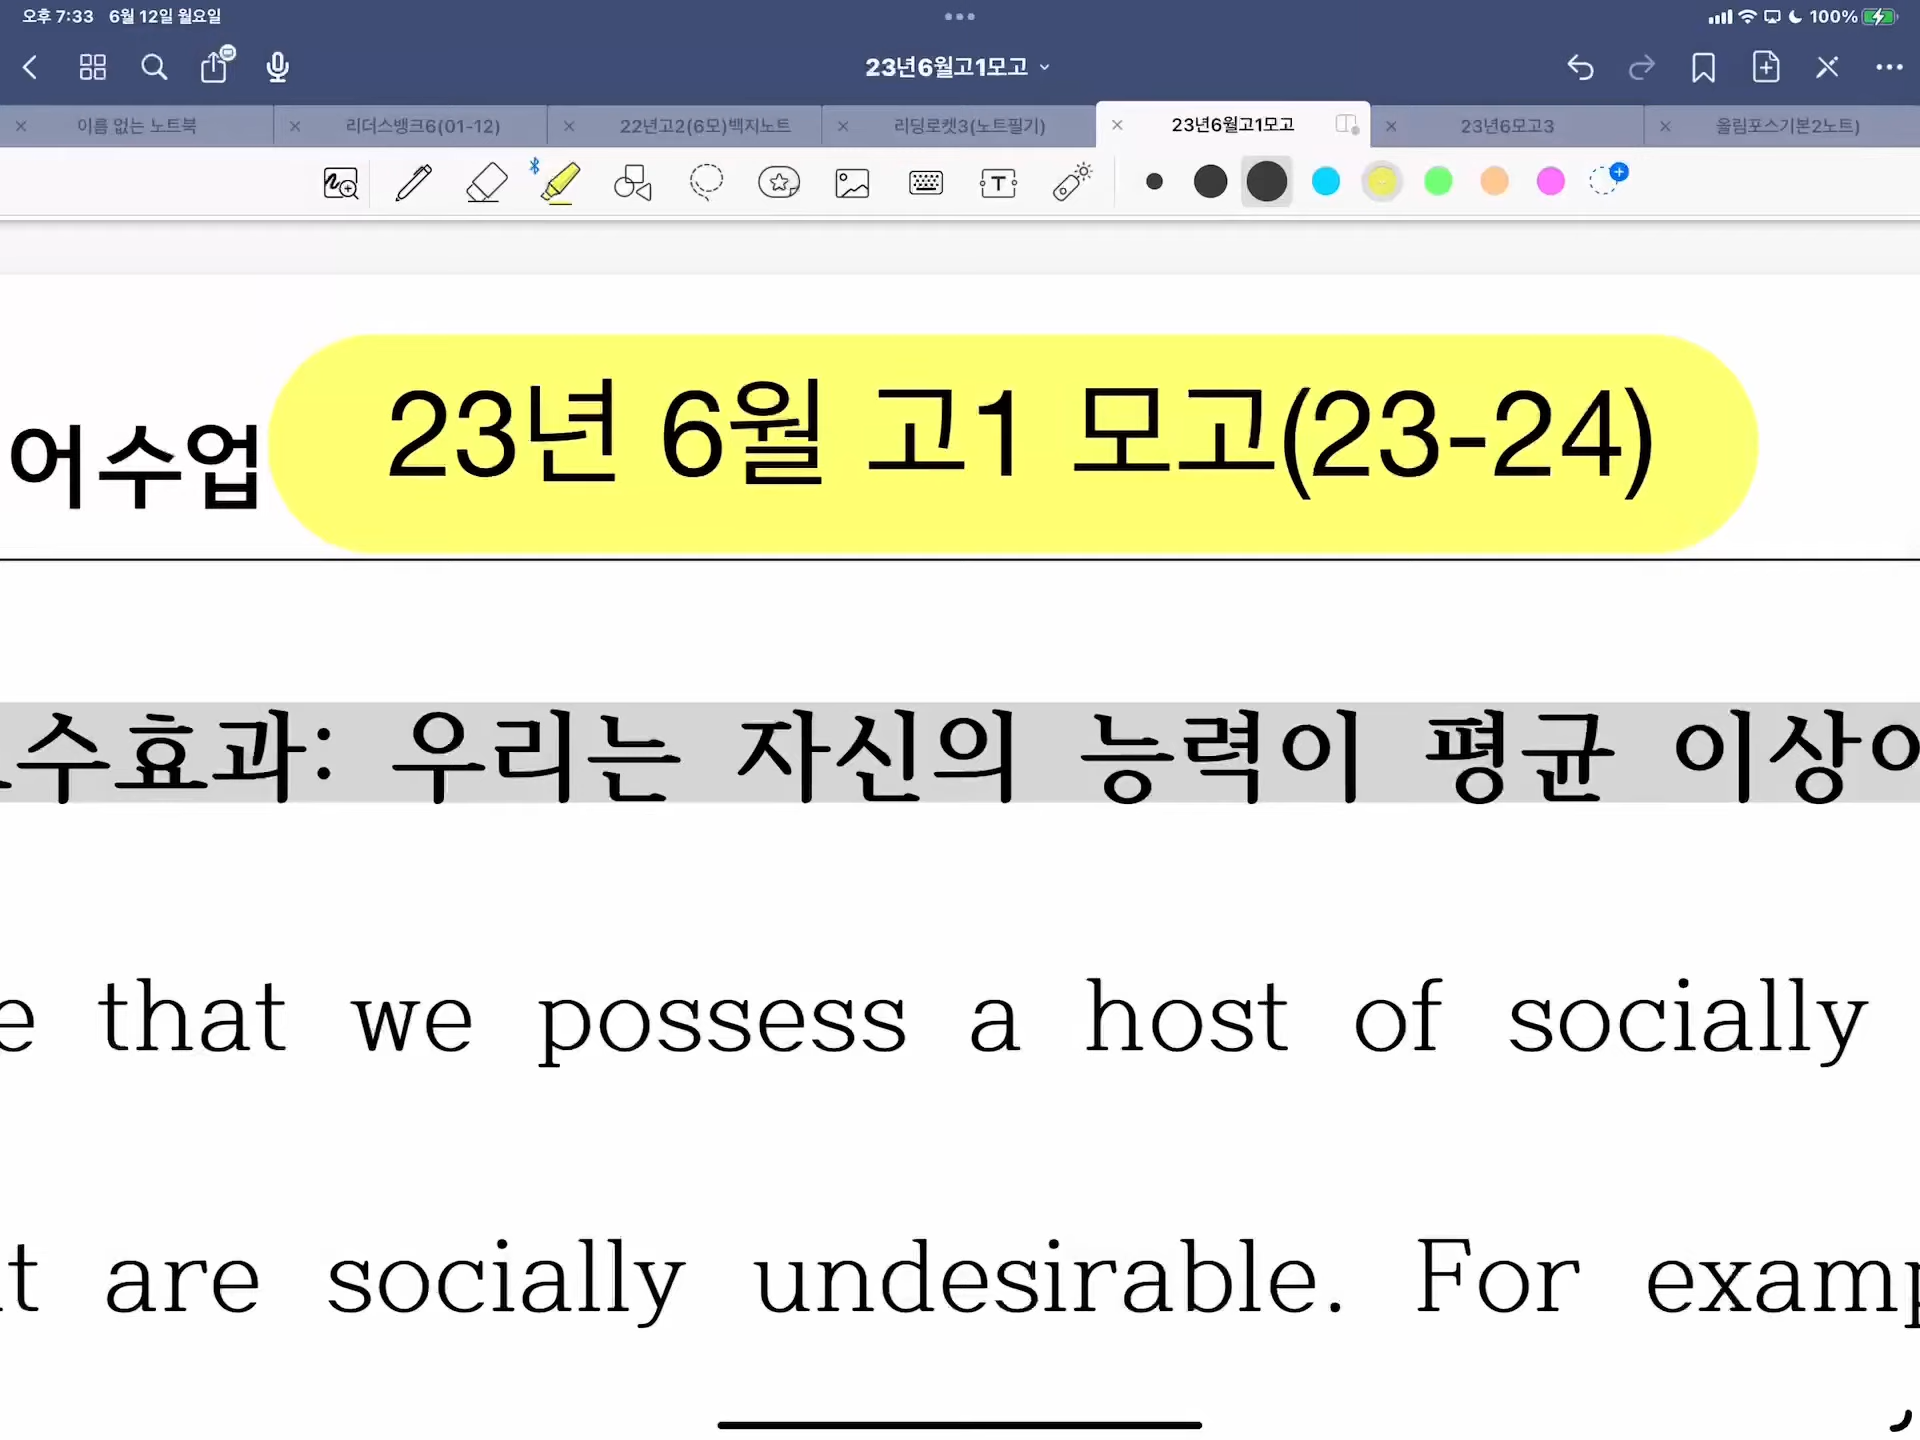 오후 7:33 6월 12일 월요일
100%
23년6월고1모고
이름 없는 노트북
리더스뱅크6(01-12)
22년고2(6모)백지노트
리딩로켓3(노트필기)
23년6월고1모고
23년6모고3
올림포스기본2노트)
어수업
23년 6월 고1 모고(23-24)
수효과: 우리는 자신의 능력이 평균 이상이
e that we possess a host of socially
t are socially undesirable. For examp